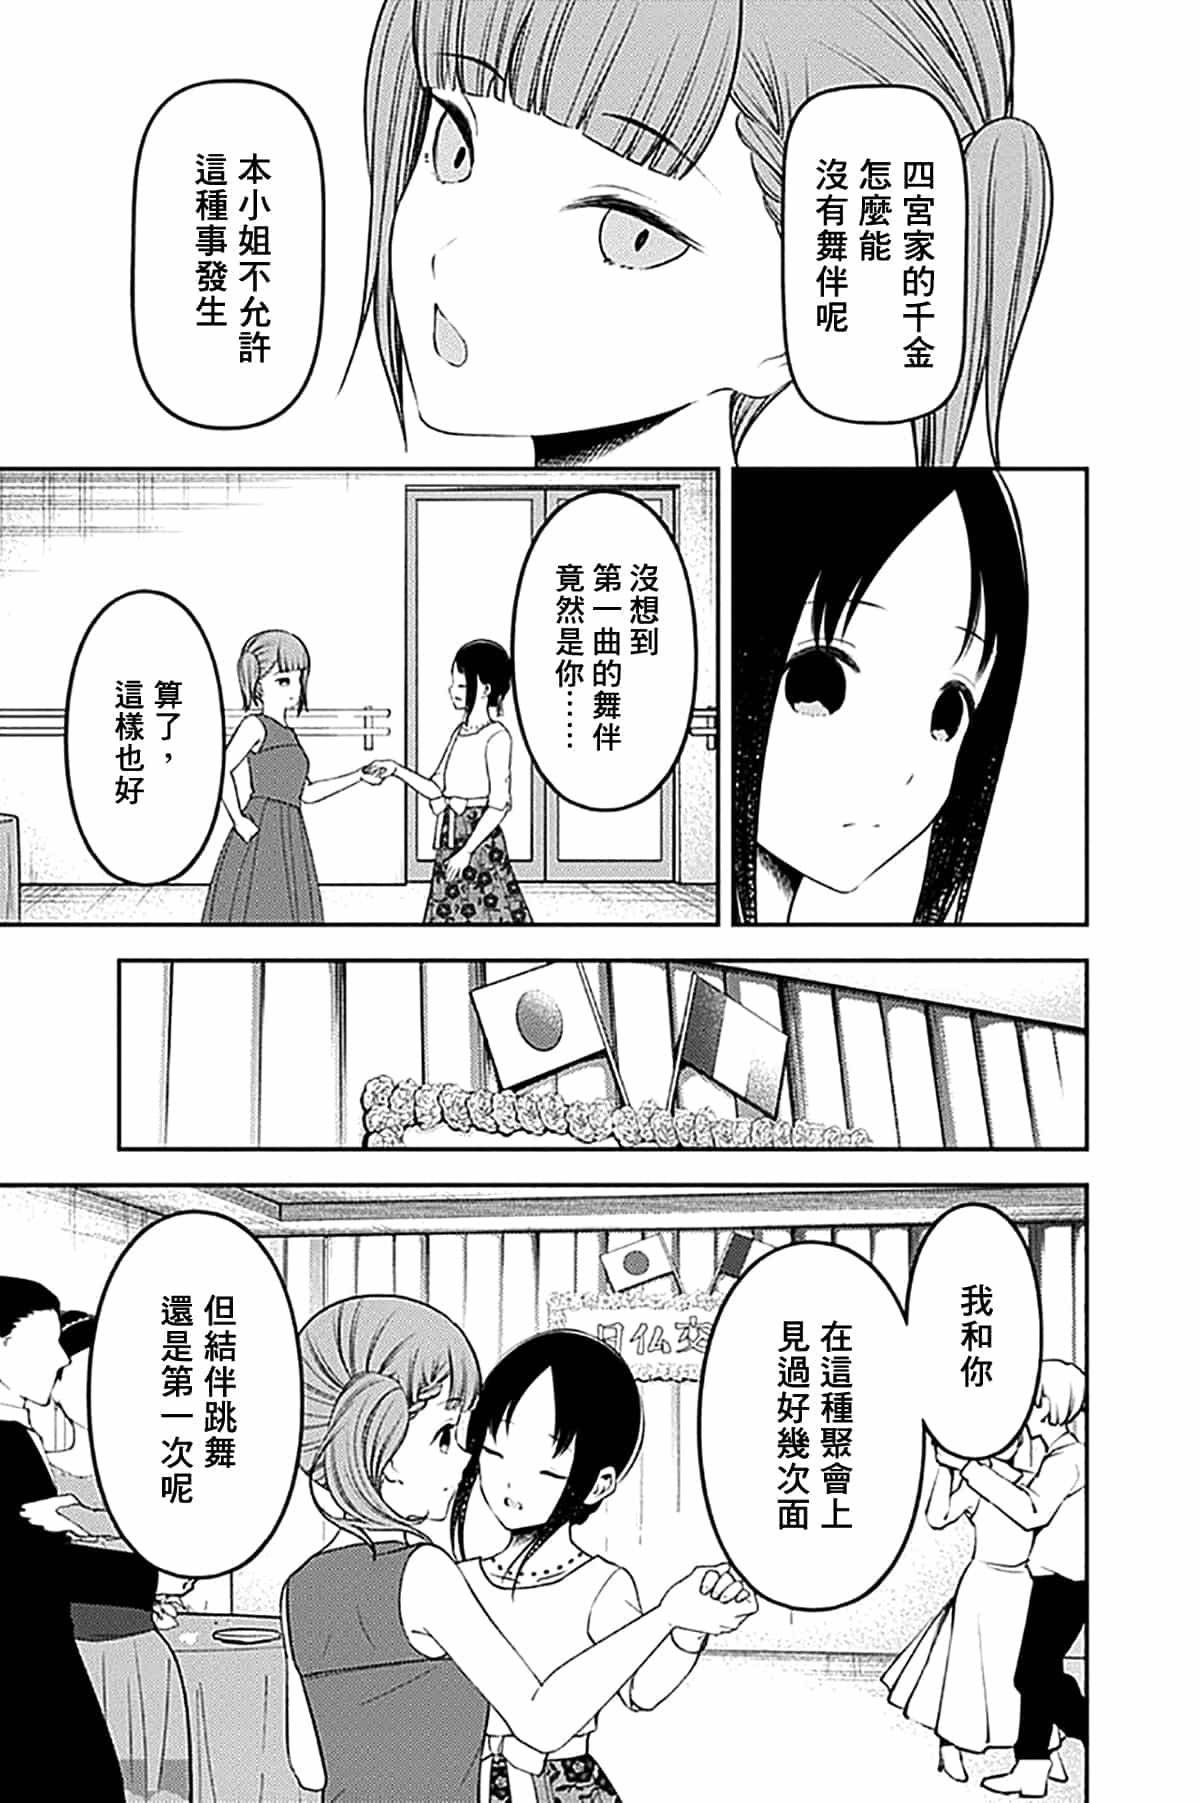 四宮家的千金
怎麼能
沒有舞伴呢
本小姐不允許
這種事發生
沒想到
第一曲的舞伴
竟然是你……
算了，
這樣也好
我和你
在這種聚會上
見過好幾次面
日仏交
但結伴跳舞
還是第一次呢